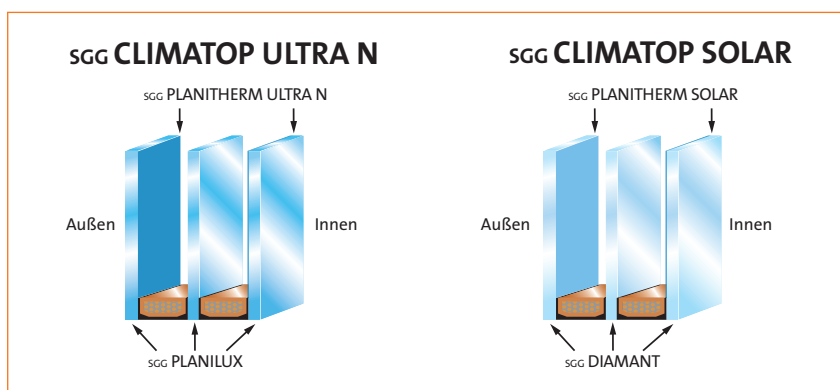 SGG CLIMATOP ULTRA N
SGG PLANITHERM ULTRA N
Außen
Innen
SGG PLANILUX
SGG CLIMATOP SOLAR
SGG PLANITHERM SOLAR
Außen
Innen
SGG DIAMANT